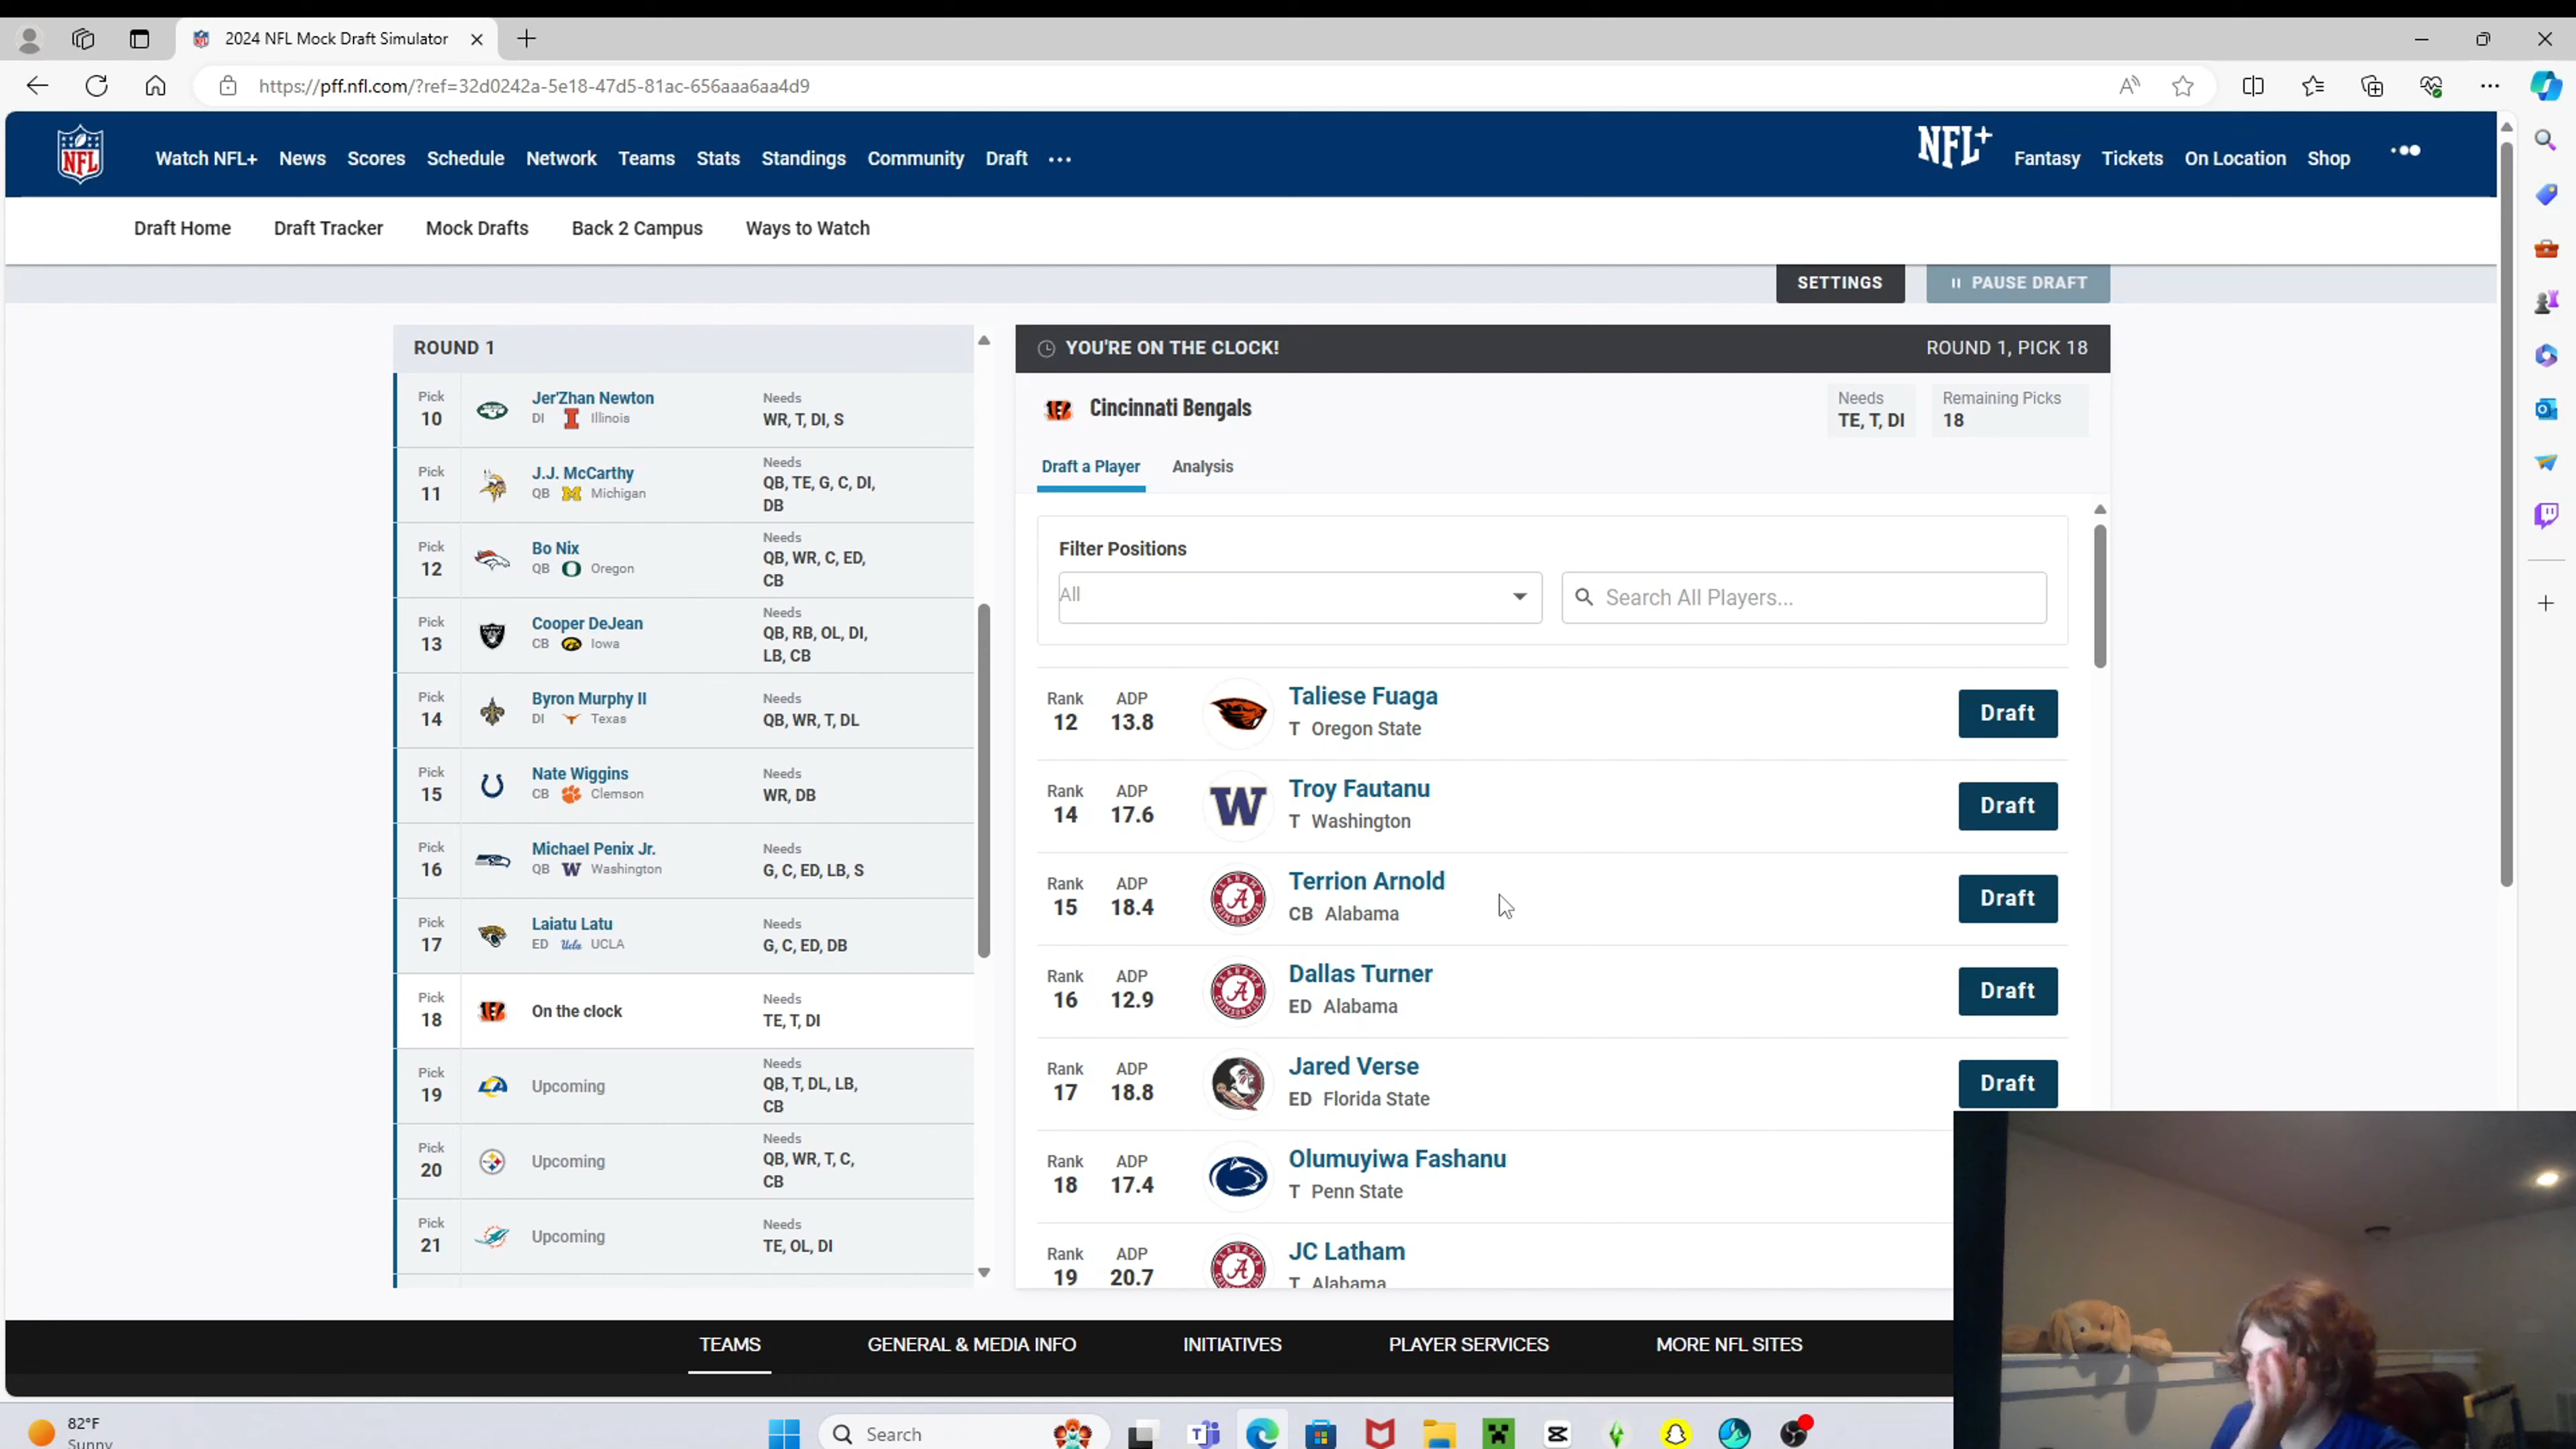 2024 NFL Mock Draft Simulator
https://pff.nfl.com/?ref=32d0242a-5e18-47d5-81ac-656aaa6aa4d9
NFL Watch NFL+ News Scores Schedule Network Teams Stats Standings Community Draft ... NFL+ Fantasy Tickets On Location Shop
Draft Home Draft Tracker Mock Drafts Back 2 Campus Ways to Watch
SETTINGS PAUSE DRAFT
ROUND 1
Pick 10 Jer'Zhan Newton Needs
DI Illinois WR, T, DI, S
Pick 11 J.J. McCarthy Needs
QB Michigan QB, TE, G, C, DI,
DB
Pick 12 Bo Nix Needs
QB Oregon QB, WR, C, ED,
CB
Pick 13 Cooper DeJean Needs
CB Iowa QB, RB, OL, DI,
LB, CB
Pick 14 Byron Murphy II Needs
DI Texas QB, WR, T, DL
Pick 15 Nate Wiggins Needs
CB Clemson WR, DB
Pick 16 Michael Penix Jr. Needs
QB Washington G, C, ED, LB, S
Pick 17 Laiatu Latu Needs
ED UCLA G, C, ED, DB
Pick 18 On the clock Needs
TE, T, DI
Pick 19 Upcoming Needs
QB, T, DL, LB,
CB
Pick 20 Upcoming Needs
QB, WR, T, C,
CB
Pick 21 Upcoming Needs
TE, OL, DI
YOU'RE ON THE CLOCK! ROUND 1, PICK 18
Cincinnati Bengals Needs Remaining Picks
TE, T, DI 18
Draft a Player Analysis
Filter Positions
All Search All Players...
Rank ADP Taliese Fuaga Draft
12 13.8 T Oregon State
Rank ADP Troy Fautanu Draft
14 17.6 T Washington
Rank ADP Terrion Arnold Draft
15 18.4 CB Alabama
Rank ADP Dallas Turner Draft
16 12.9 ED Alabama
Rank ADP Jared Verse Draft
17 18.8 ED Florida State
Rank ADP Olumuyiwa Fashanu
18 17.4 T Penn State
Rank ADP JC Latham
19 20.7 T Alabama
TEAMS GENERAL & MEDIA INFO INITIATIVES PLAYER SERVICES MORE NFL SITES
82°F
Sunny
Search